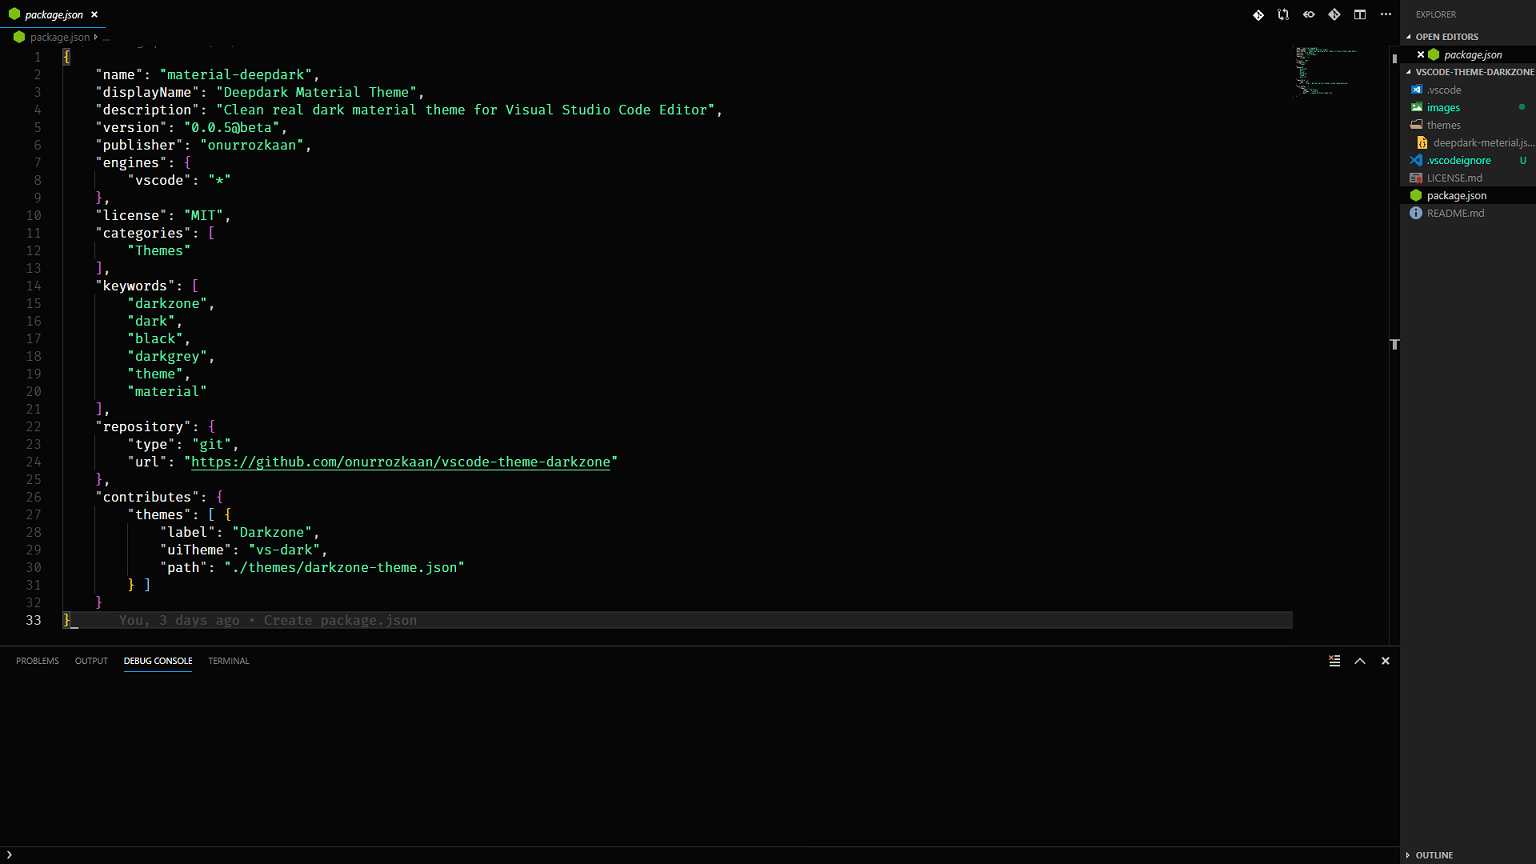 package.json
package.json ...
1 {
2 "name": "material-deepdark",
3 "displayName": "Deepdark Material Theme",
4 "description": "Clean real dark material theme for Visual Studio Code Editor",
5 "version": "0.0.5@beta",
6 "publisher": "onurrozkaan",
7 "engines": {
8 "vscode": "*"
9 },
10 "license": "MIT",
11 "categories": [
12 "Themes"
13 ],
14 "keywords": [
15 "darkzone",
16 "dark",
17 "black",
18 "darkgrey",
19 "theme",
20 "material"
21 ],
22 "repository": {
23 "type": "git",
24 "url": "https://github.com/onurrozkaan/vscode-theme-darkzone"
25 },
26 "contributes": {
27 "themes": [ {
28 "label": "Darkzone",
29 "uiTheme": "vs-dark",
30 "path": "./themes/darkzone-theme.json"
31 } ]
32 }
33 } You, 3 days ago • Create package.json
PROBLEMS OUTPUT DEBUG CONSOLE TERMINAL
EXPLORER
OPEN EDITORS
package.json
VSCODE-THEME-DARKZONE
.vscode
images
themes
deepdark-meterial.js...
.vscodeignore U
LICENSE.md
package.json
README.md
OUTLINE